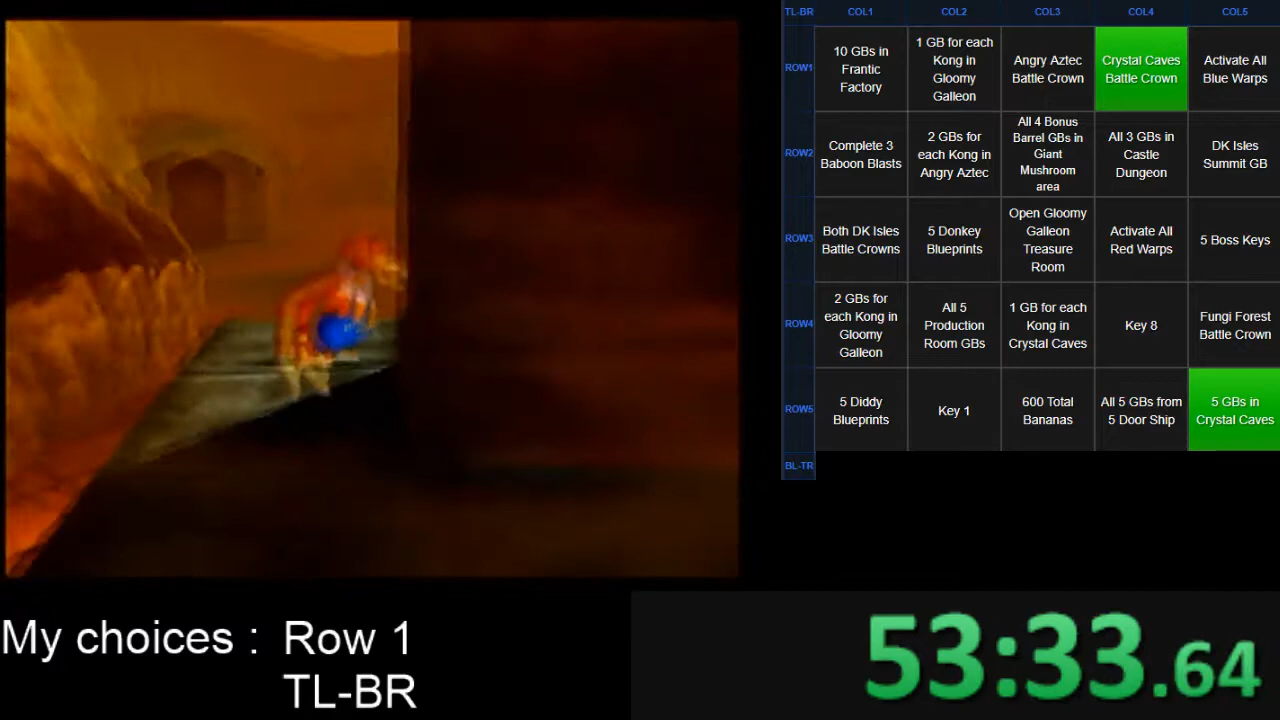 TL-BR COL1 COL2 COL3 COL4 COL5
ROW1
10 GBs in
Frantic
Factory
1 GB for each
Kong in
Gloomy
Galleon
Angry Aztec
Battle Crown
Crystal Caves
Battle Crown
Activate All
Blue Warps
ROW2
Complete 3
Baboon Blasts
2 GBs for
each Kong in
Angry Aztec
All 4 Bonus
Barrel GBs in
Giant
Mushroom
area
All 3 GBs in
Castle
Dungeon
DK Isles
Summit GB
ROW3
Both DK Isles
Battle Crowns
5 Donkey
Blueprints
Open Gloomy
Galleon
Treasure
Room
Activate All
Red Warps
5 Boss Keys
ROW4
2 GBs for
each Kong in
Gloomy
Galleon
All 5
Production
Room GBs
1 GB for each
Kong in
Crystal Caves
Key 8
Fungi Forest
Battle Crown
ROW5
5 Diddy
Blueprints
Key 1
600 Total
Bananas
All 5 GBs from
5 Door Ship
5 GBs in
Crystal Caves
BL-TR
My choices : Row 1
TL-BR
53:33.64